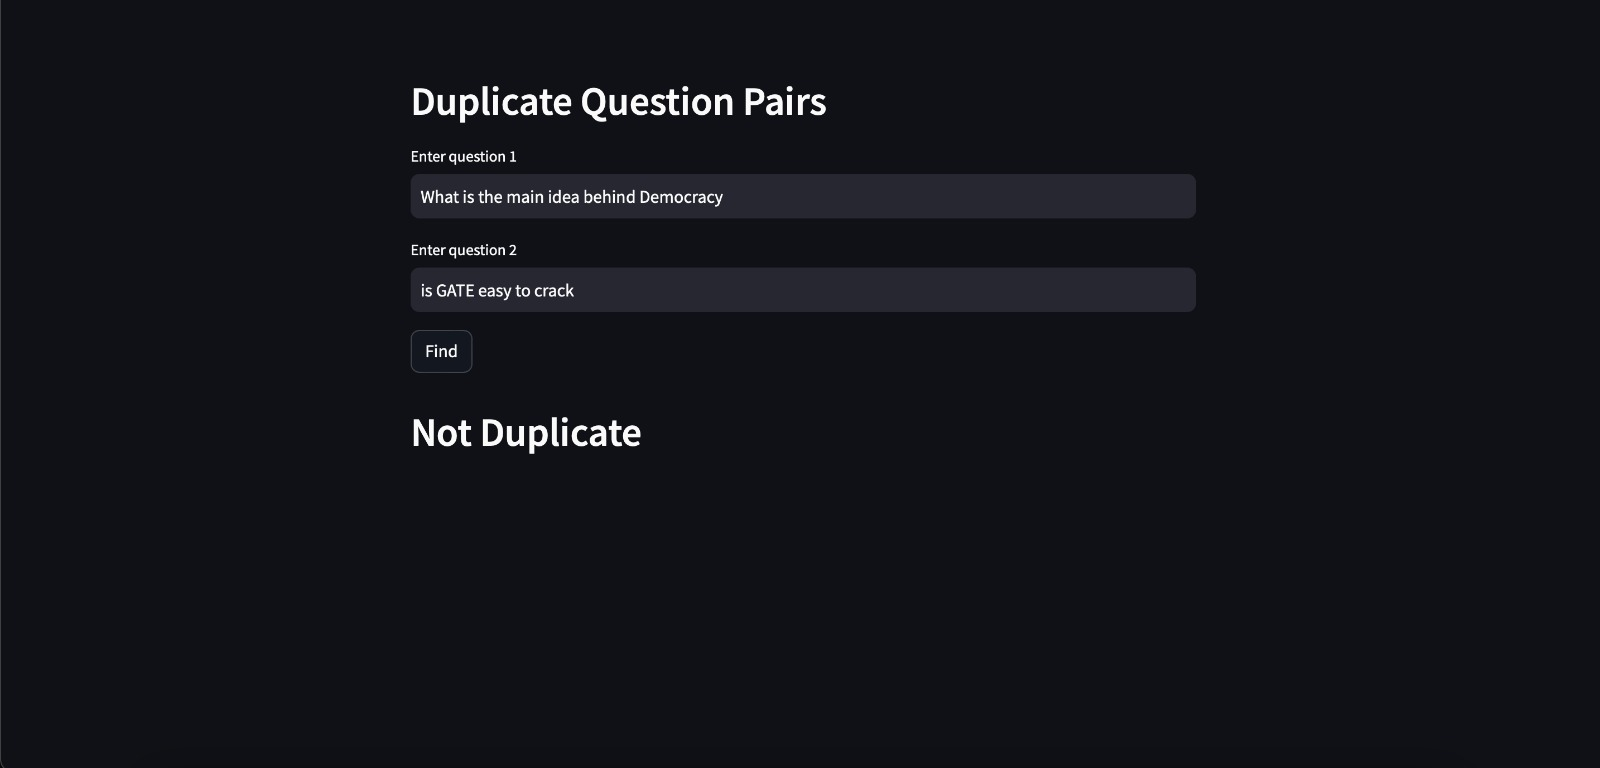 Duplicate Question Pairs
Enter question 1
What is the main idea behind Democracy
Enter question 2
is GATE easy to crack
Find
Not Duplicate